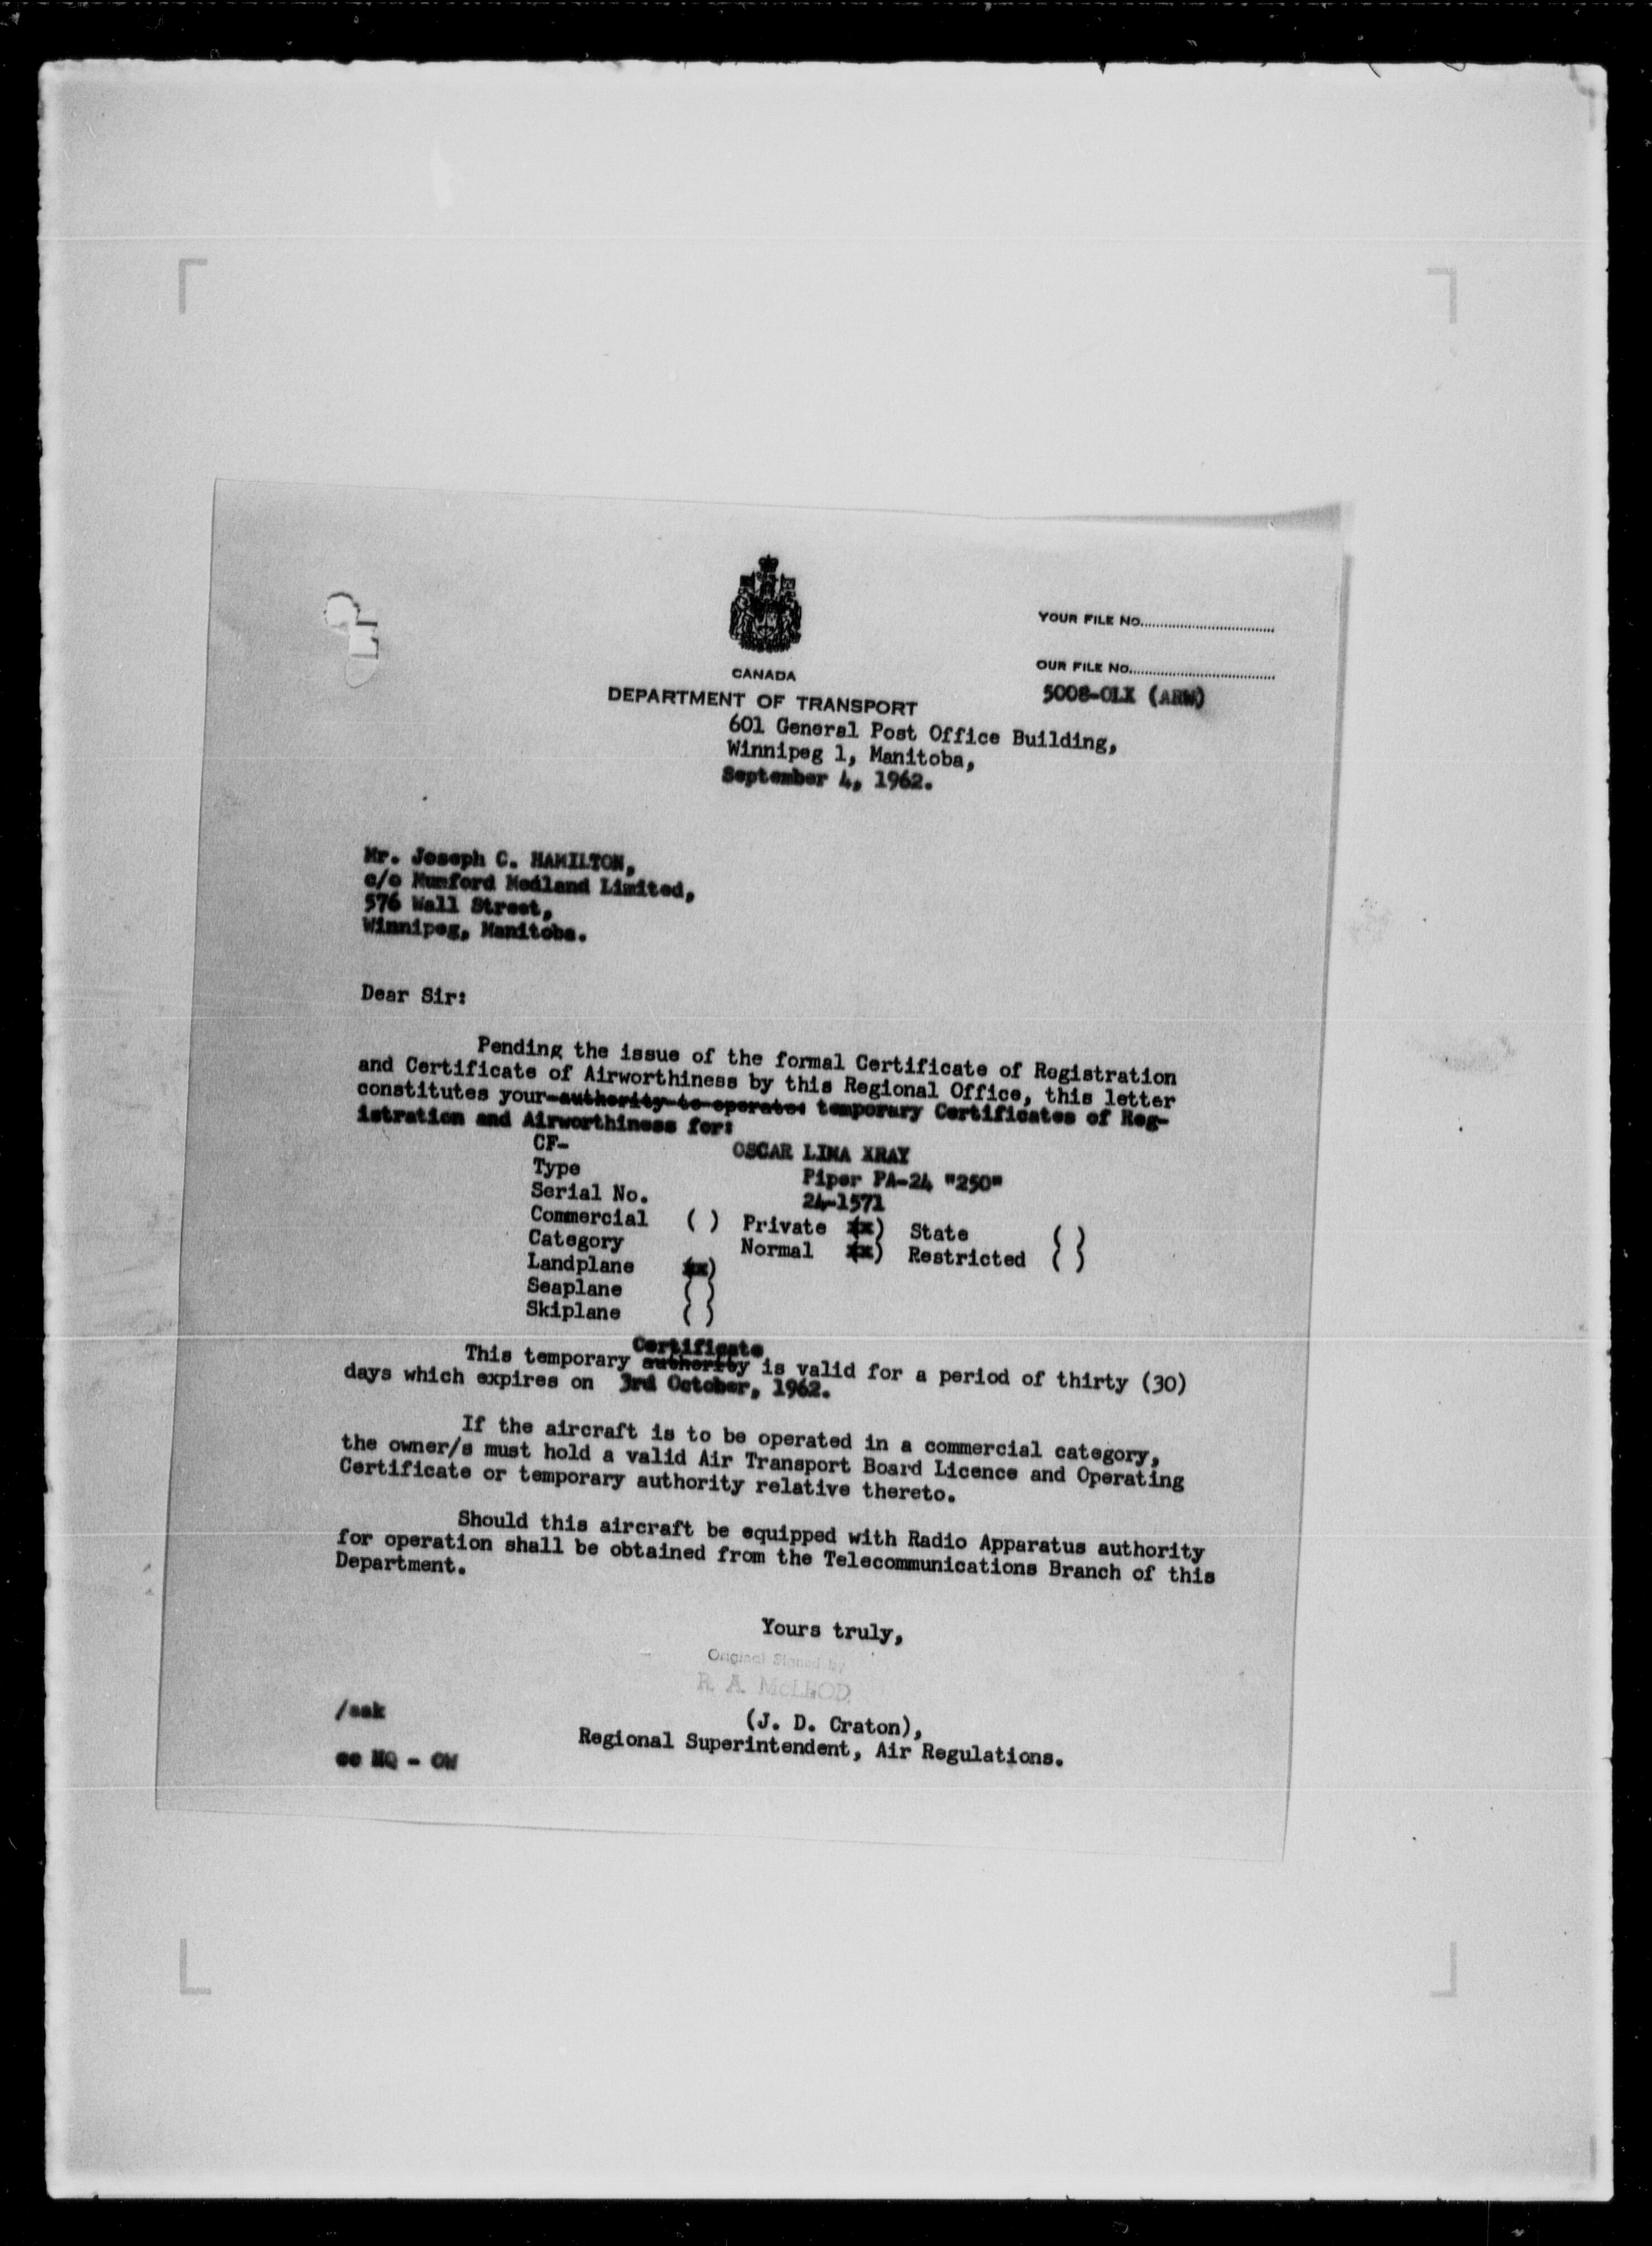 YOUR FILE NO.
OUR FILE NO.
5008-OLX (ARW)
CANADA
DEPARTMENT OF TRANSPORT
601 General Post Office Building,
Winnipeg 1, Manitoba,
September 4, 1962.
Mr. Joseph C. HAMILTON,
c/o Mumford Medland Limited,
576 Wall Street,
Winnipeg, Manitoba.
Dear Sir:
Pending the issue of the formal Certificate of Registration
and Certificate of Airworthiness by this Regional Office, this letter
constitutes your authority to operate: temporary Certificates of Reg-
istration and Airworthiness for:
CF- OSCAR LIMA XRAY
Type Piper PA-24 "250"
Serial No. 24-1571
Commercial ( ) Private (x) State ( )
Category Normal (x) Restricted ( )
Landplane (x)
Seaplane ( )
Skiplane ( )
Certificate
This temporary authority is valid for a period of thirty (30)
days which expires on 3rd October, 1962.
If the aircraft is to be operated in a commercial category,
the owner/s must hold a valid Air Transport Board Licence and Operating
Certificate or temporary authority relative thereto.
Should this aircraft be equipped with Radio Apparatus authority
for operation shall be obtained from the Telecommunications Branch of this
Department.
Yours truly,
Original Signed by
R. A. McLEOD
/aak
(J. D. Craton),
Regional Superintendent, Air Regulations.
cc HQ - OW